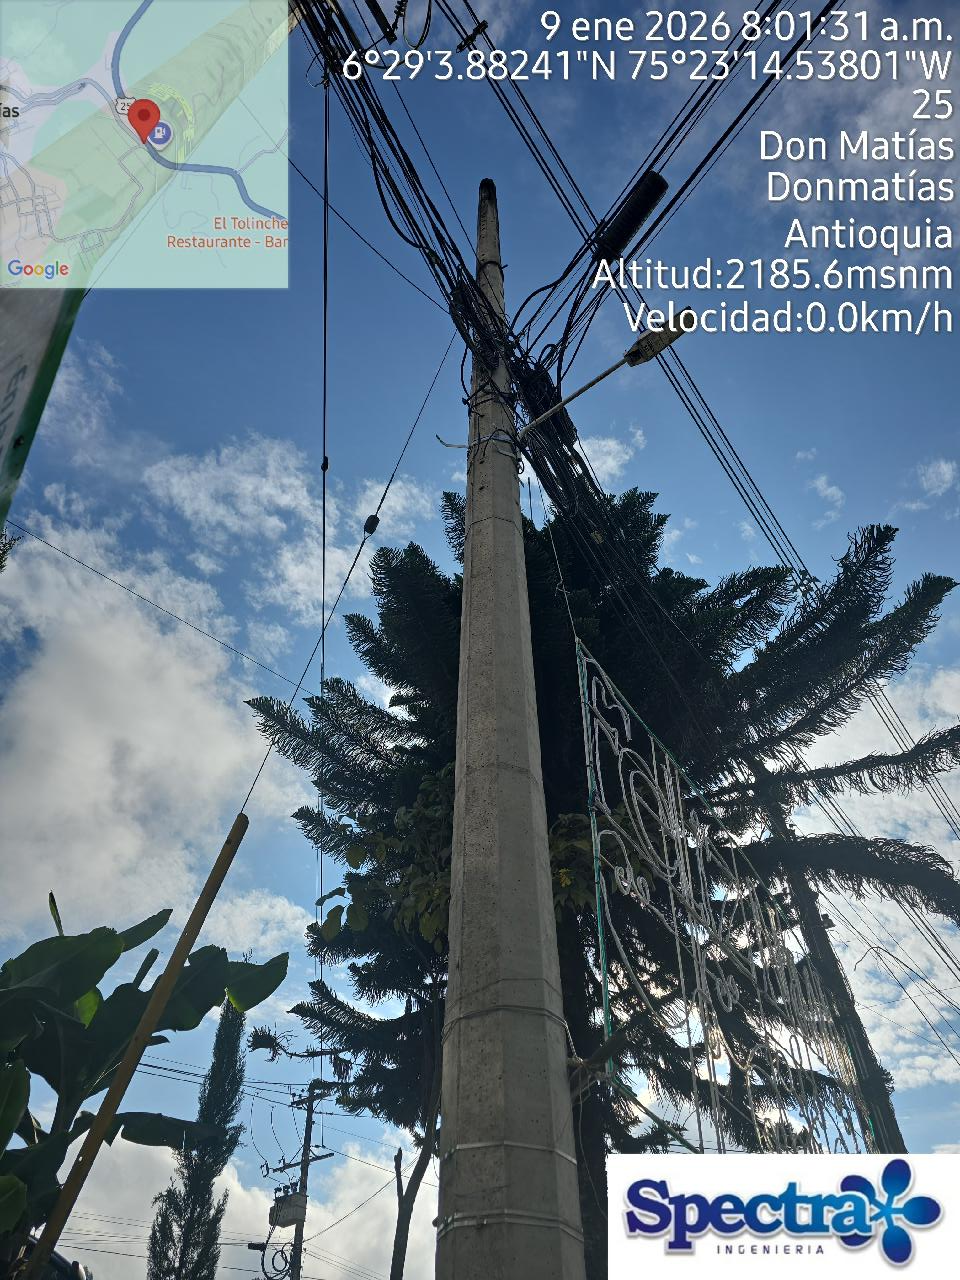 9 ene 2026 8:01:31 a.m.
6°29'3.88241"N 75°23'14.53801"W
25
Don Matías
Donmatías
Antioquia
Altitud:2185.6msnm
Velocidad:0.0km/h
ías
25
El Tolinche
Restaurante - Bar
Google
Spectra
INGENIERIA